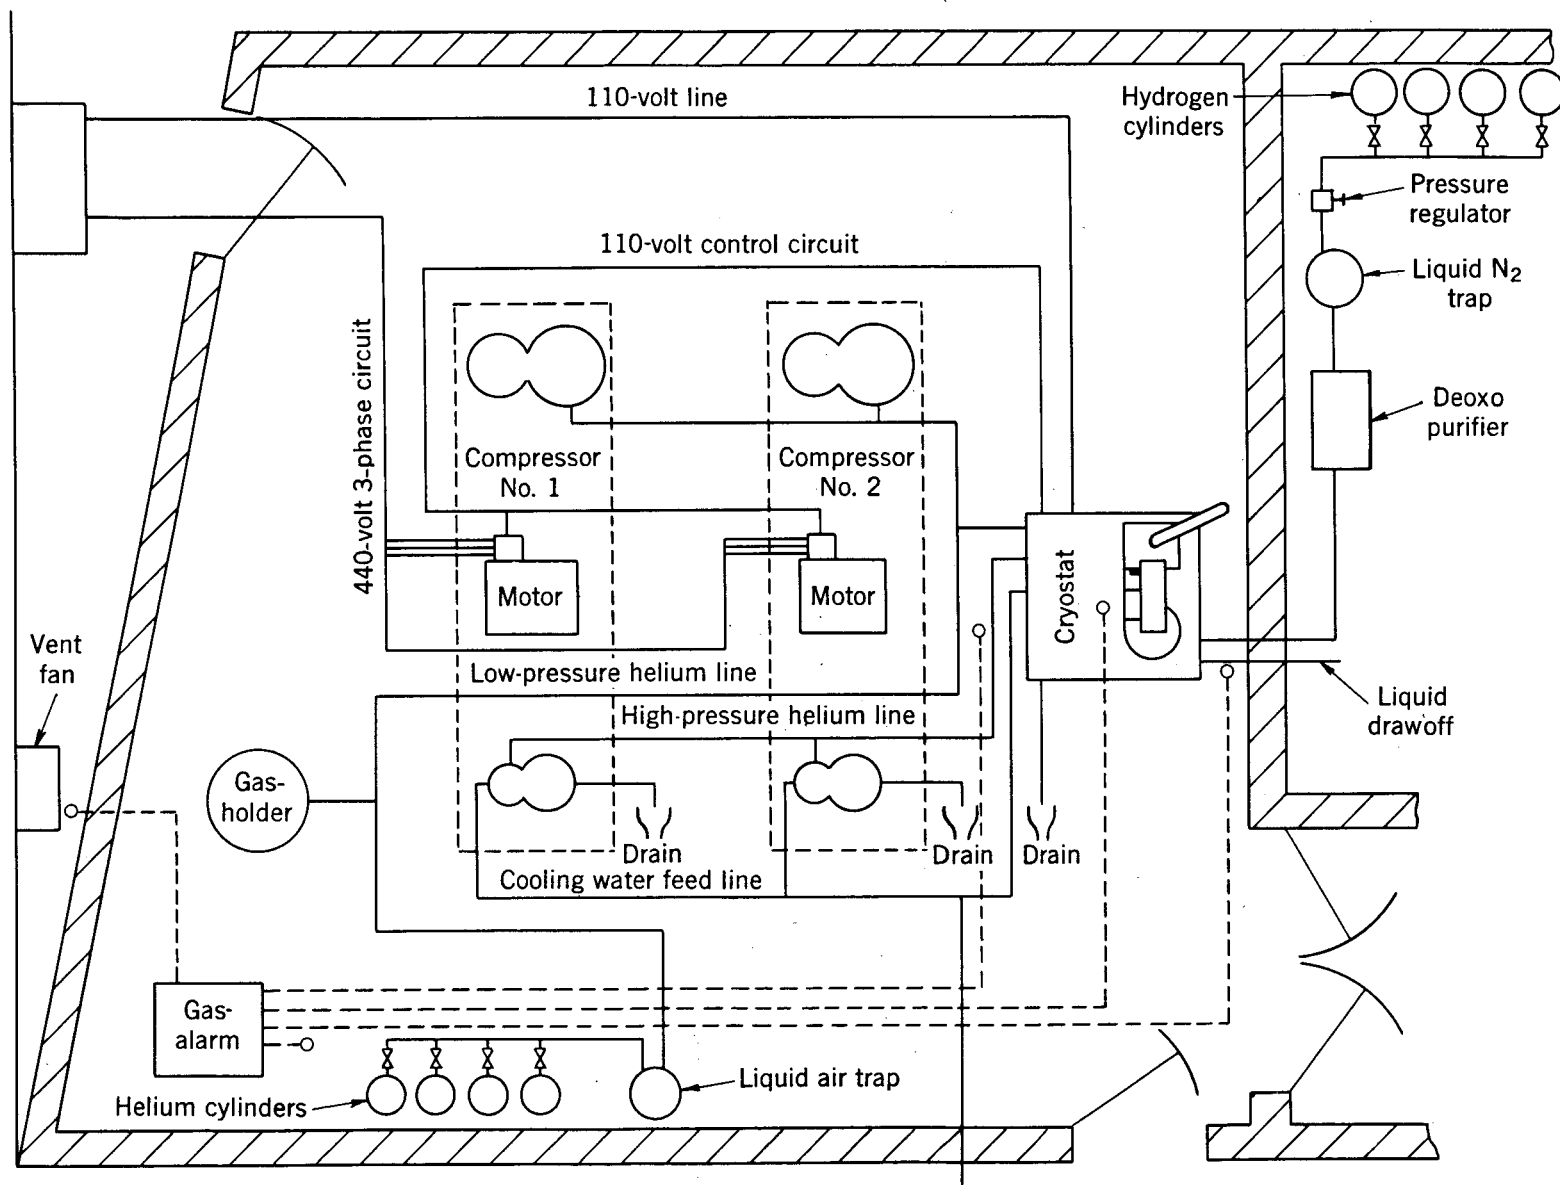 110-volt line
Hydrogen
cylinders
Pressure
regulator
110-volt control circuit
Liquid N2
trap
440-volt 3-phase circuit
Deoxo
purifier
Compressor
No. 1
Compressor
No. 2
Motor
Motor
Cryostat
Vent
fan
Low-pressure helium line
High-pressure helium line
Liquid
drawoff
Gas-
holder
Drain
Drain
Drain
Cooling water feed line
Gas-
alarm
Liquid air trap
Helium cylinders